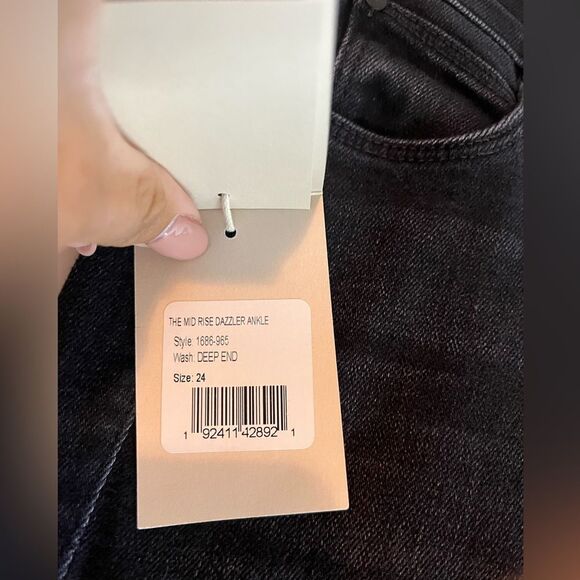 THE MID RISE DAZZLER ANKLE
Style: 1686-965
Wash: DEEP END
Size: 24
1 92411 42892 1